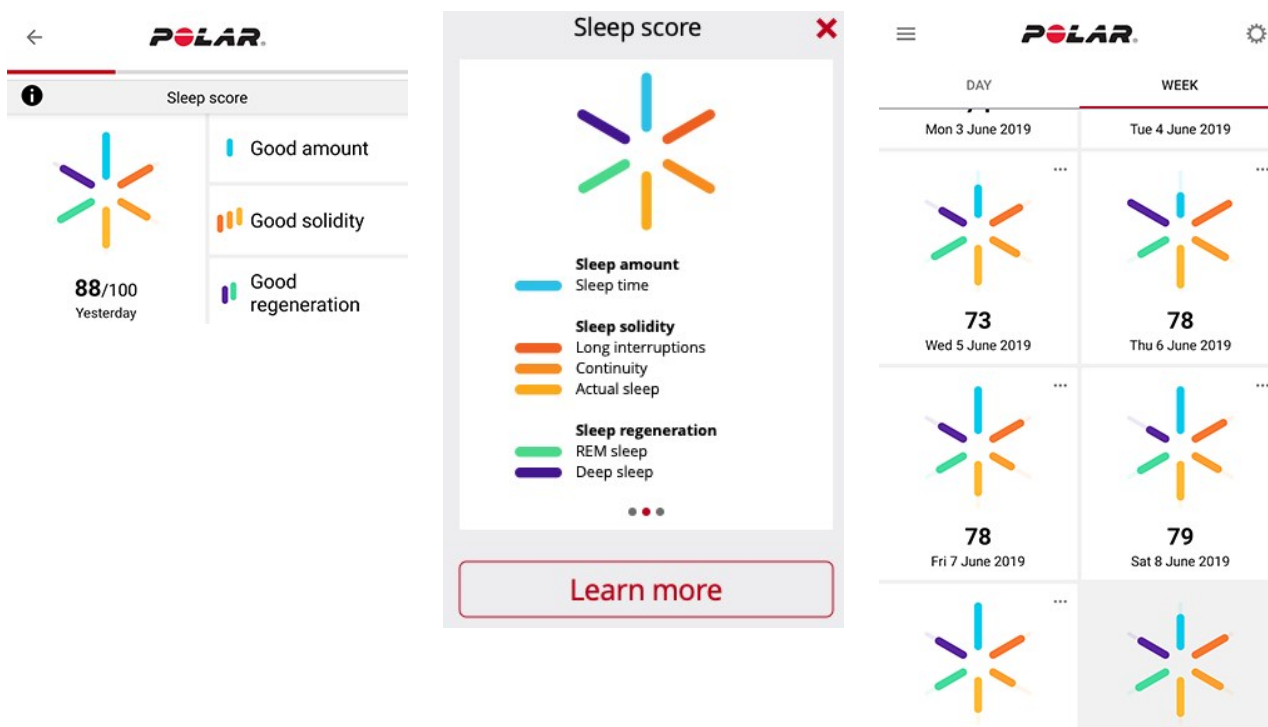 POLAR
Sleep score
Good amount
Good solidity
Good
regeneration
88/100
Yesterday
Sleep score
Sleep amount
Sleep time
Sleep solidity
Long interruptions
Continuity
Actual sleep
Sleep regeneration
REM sleep
Deep sleep
Learn more
POLAR
DAY
WEEK
Mon 3 June 2019
Tue 4 June 2019
73
Wed 5 June 2019
78
Thu 6 June 2019
78
Fri 7 June 2019
79
Sat 8 June 2019